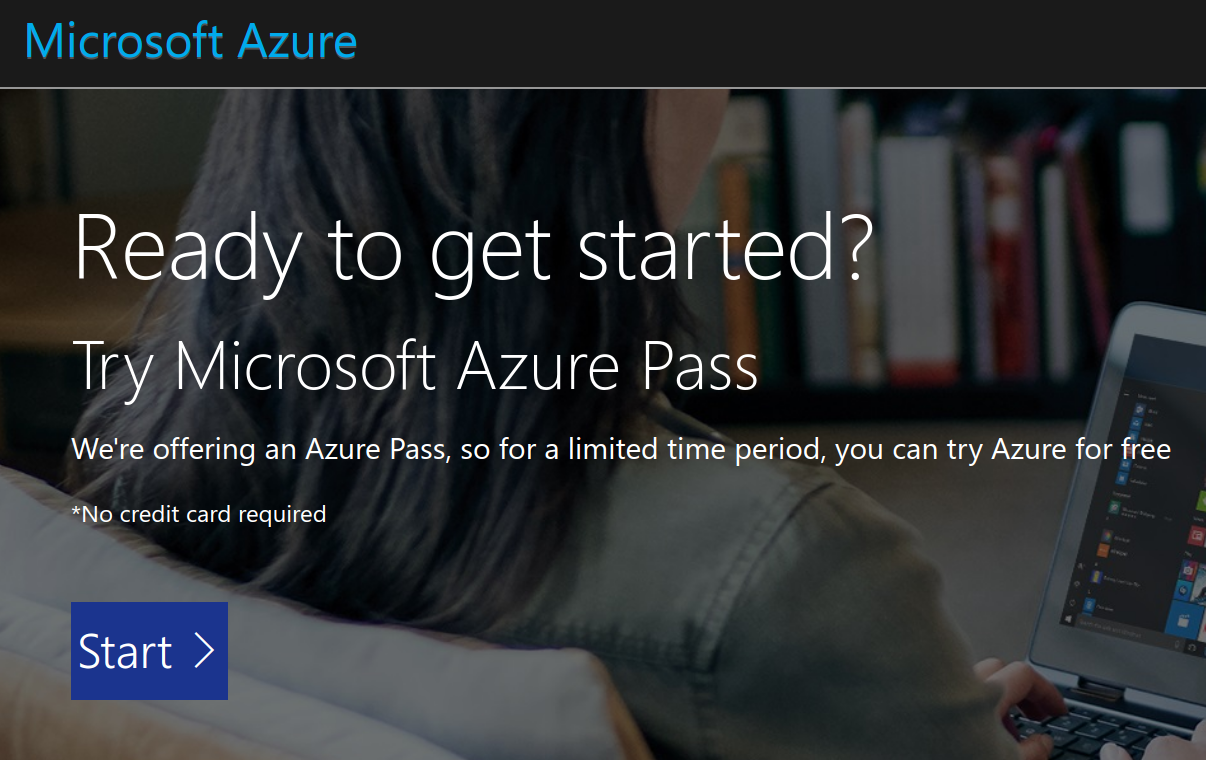 Microsoft Azure
Ready to get started?
Try Microsoft Azure Pass
We're offering an Azure Pass, so for a limited time period, you can try Azure for free
*No credit card required
Start